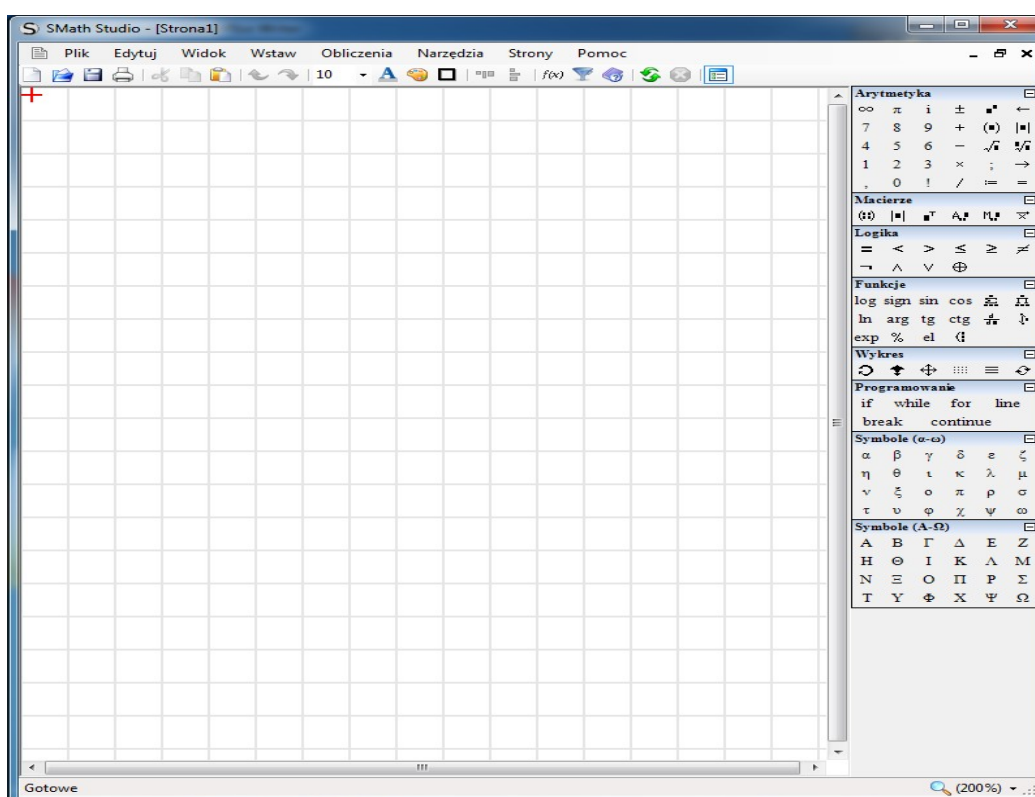 SMath Studio - [Strona1]
Plik Edytuj Widok Wstaw Obliczenia Narzędzia Strony Pomoc
10 A f(x)
Arytmetyka
∞ π i ± ←
7 8 9 + (▪) |▪|
4 5 6 −
1 2 3 × ; →
, 0 ! / := =
Macierze
Logika
= < > ≤ ≥ ≠
¬ ∧ ∨ ⊕
Funkcje
log sign sin cos
ln arg tg ctg
exp % el
Wykres
Programowanie
if while for line
break continue
Symbole (α-ω)
α β γ δ ε ζ
η θ ι κ λ μ
ν ξ ο π ρ σ
τ υ φ χ ψ ω
Symbole (Α-Ω)
Α Β Γ Δ Ε Ζ
Η Θ Ι Κ Λ Μ
Ν Ξ Ο Π Ρ Σ
Τ Υ Φ Χ Ψ Ω
Gotowe (200%)